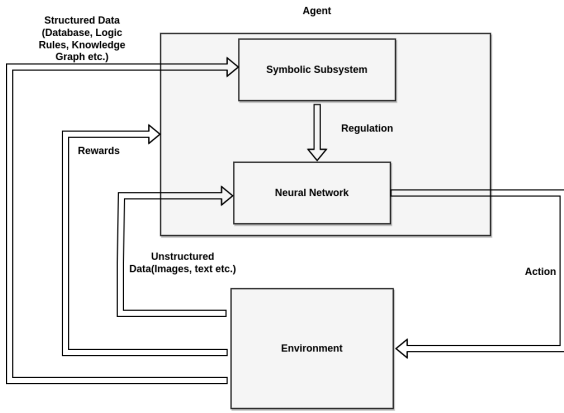 Agent
Structured Data
(Database, Logic
Rules, Knowledge
Graph etc.)
Symbolic Subsystem
Regulation
Rewards
Neural Network
Unstructured
Data(Images, text etc.)
Action
Environment